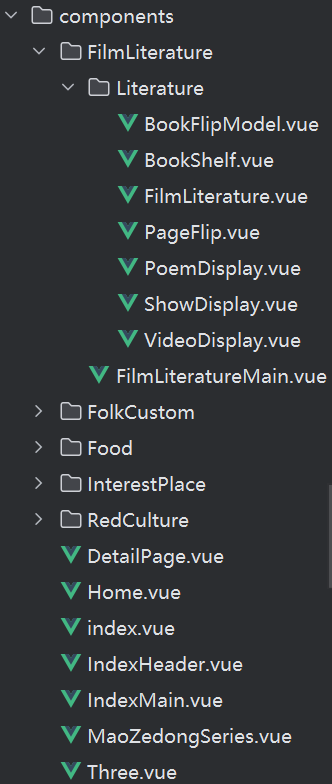 components
FilmLiterature
Literature
BookFlipModel.vue
BookShelf.vue
FilmLiterature.vue
PageFlip.vue
PoemDisplay.vue
ShowDisplay.vue
VideoDisplay.vue
FilmLiteratureMain.vue
FolkCustom
Food
InterestPlace
RedCulture
DetailPage.vue
Home.vue
index.vue
IndexHeader.vue
IndexMain.vue
MaoZedongSeries.vue
Three.vue